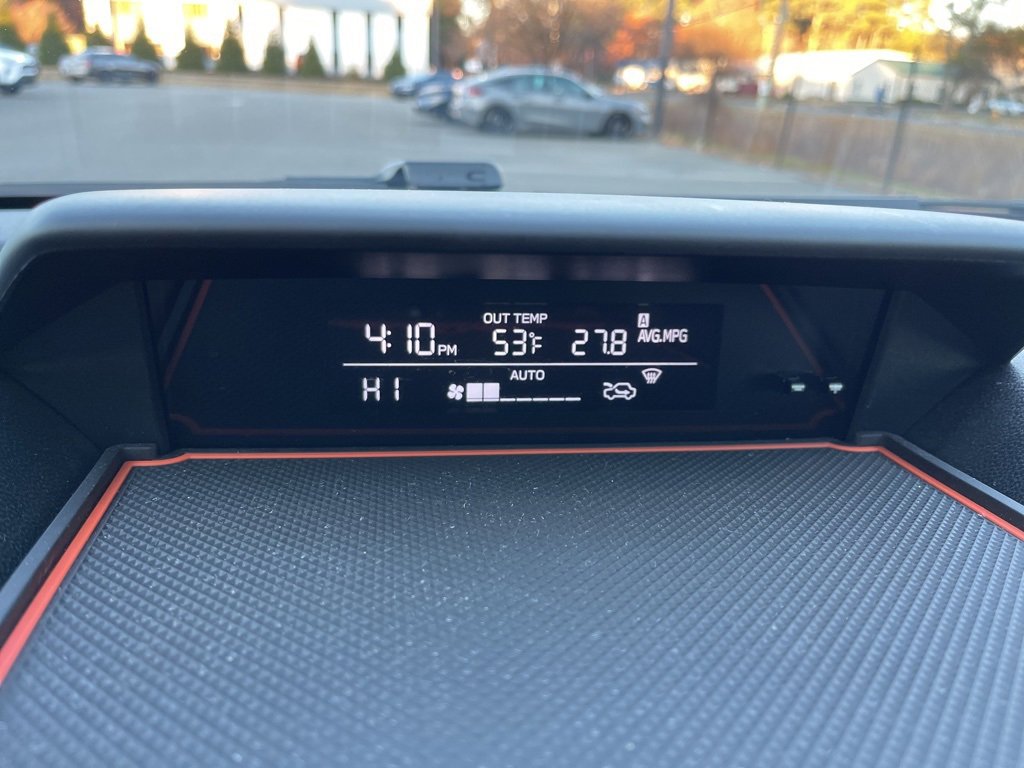 OUT TEMP A
4:10PM 53°F 27.8 AVG.MPG
AUTO
HI